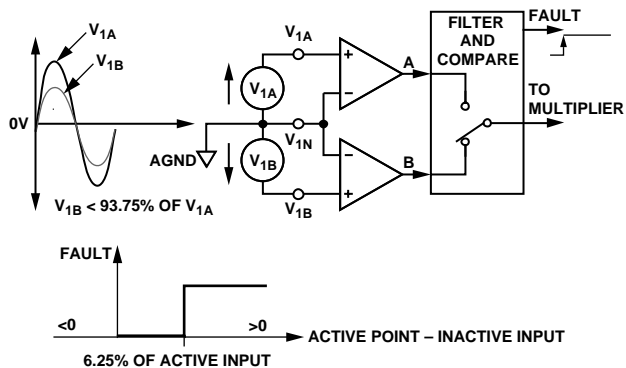 V1A
V1B
0V
V1B < 93.75% OF V1A
V1A
V1A
V1N
AGND
V1B
V1B
+
−
−
+
A
B
FILTER
AND
COMPARE
FAULT
TO
MULTIPLIER
FAULT
<0
>0
ACTIVE POINT – INACTIVE INPUT
6.25% OF ACTIVE INPUT